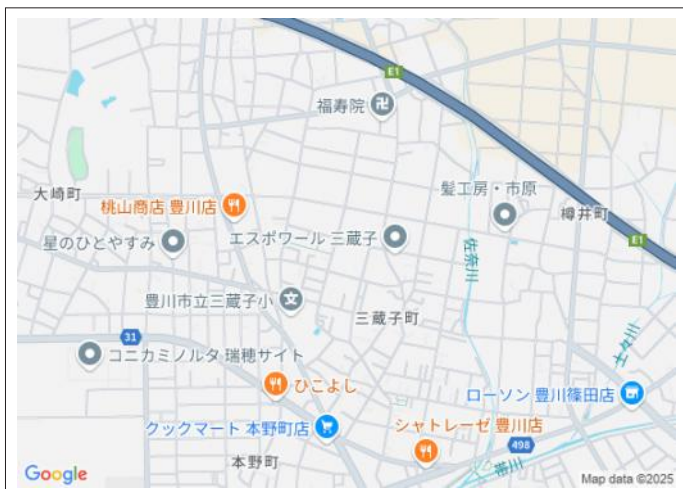 E1
福寿院
大崎町
桃山商店 豊川店
髪工房・市原
樽井町
星のひとやすみ
エスポワール 三蔵子
佐奈川
E1
豊川市立三蔵子小
三蔵子町
31
コニカミノルタ 瑞穂サイト
ひこよし
ローソン 豊川篠田店
クックマート 本野町店
シャトレーゼ 豊川店
498
本野町
Google
Map data ©2025